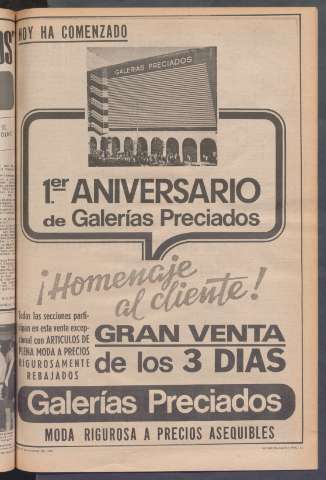 HOY HA COMENZADO
GALERIAS PRECIADOS
1.er ANIVERSARIO
de Galerías Preciados
¡Homenaje
al cliente!
Todas las secciones parti-
cipan en esta venta excep-
cional con ARTICULOS DE
PLENA MODA A PRECIOS
RIGUROSAMENTE
REBAJADOS
GRAN VENTA
de los 3 DIAS
Galerías Preciados
MODA RIGUROSA A PRECIOS ASEQUIBLES